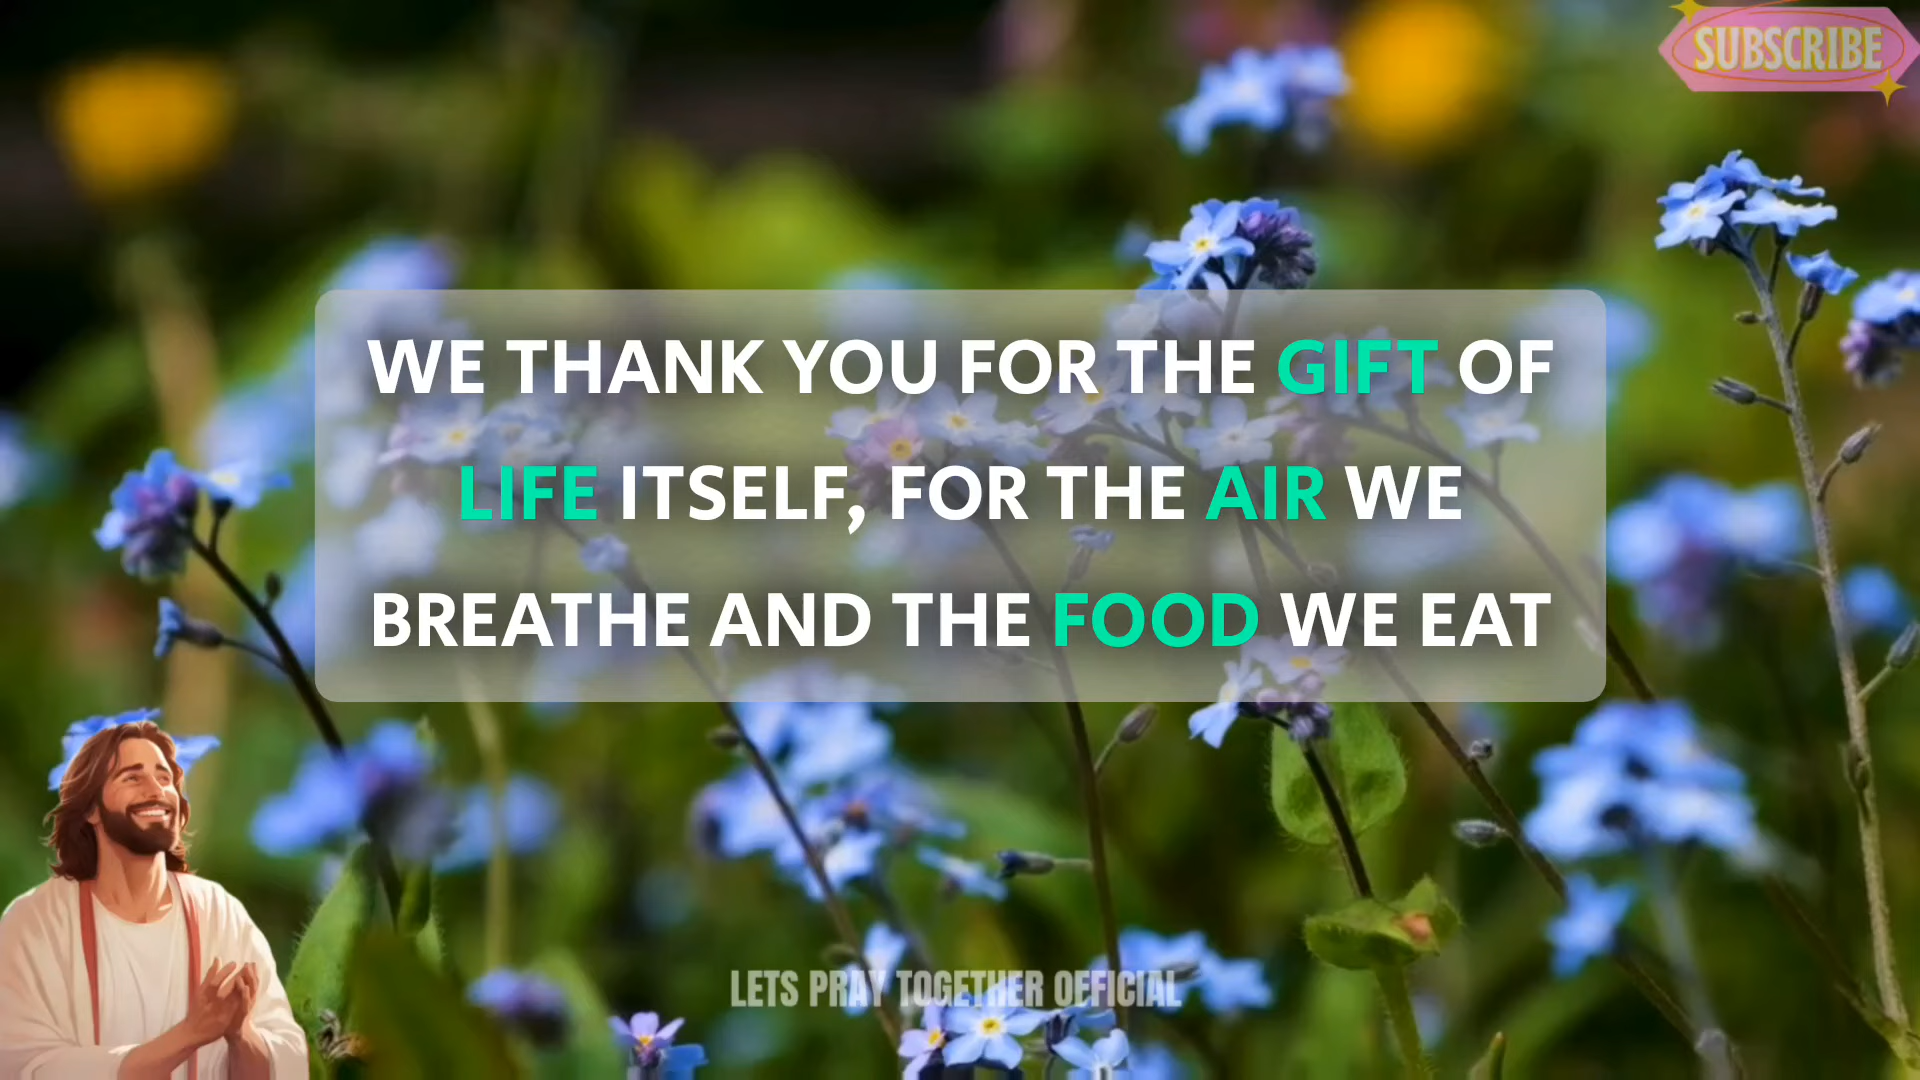 SUBSCRIBE
WE THANK YOU FOR THE GIFT OF
LIFE ITSELF, FOR THE AIR WE
BREATHE AND THE FOOD WE EAT
LETS PRAY TOGETHER OFFICIAL